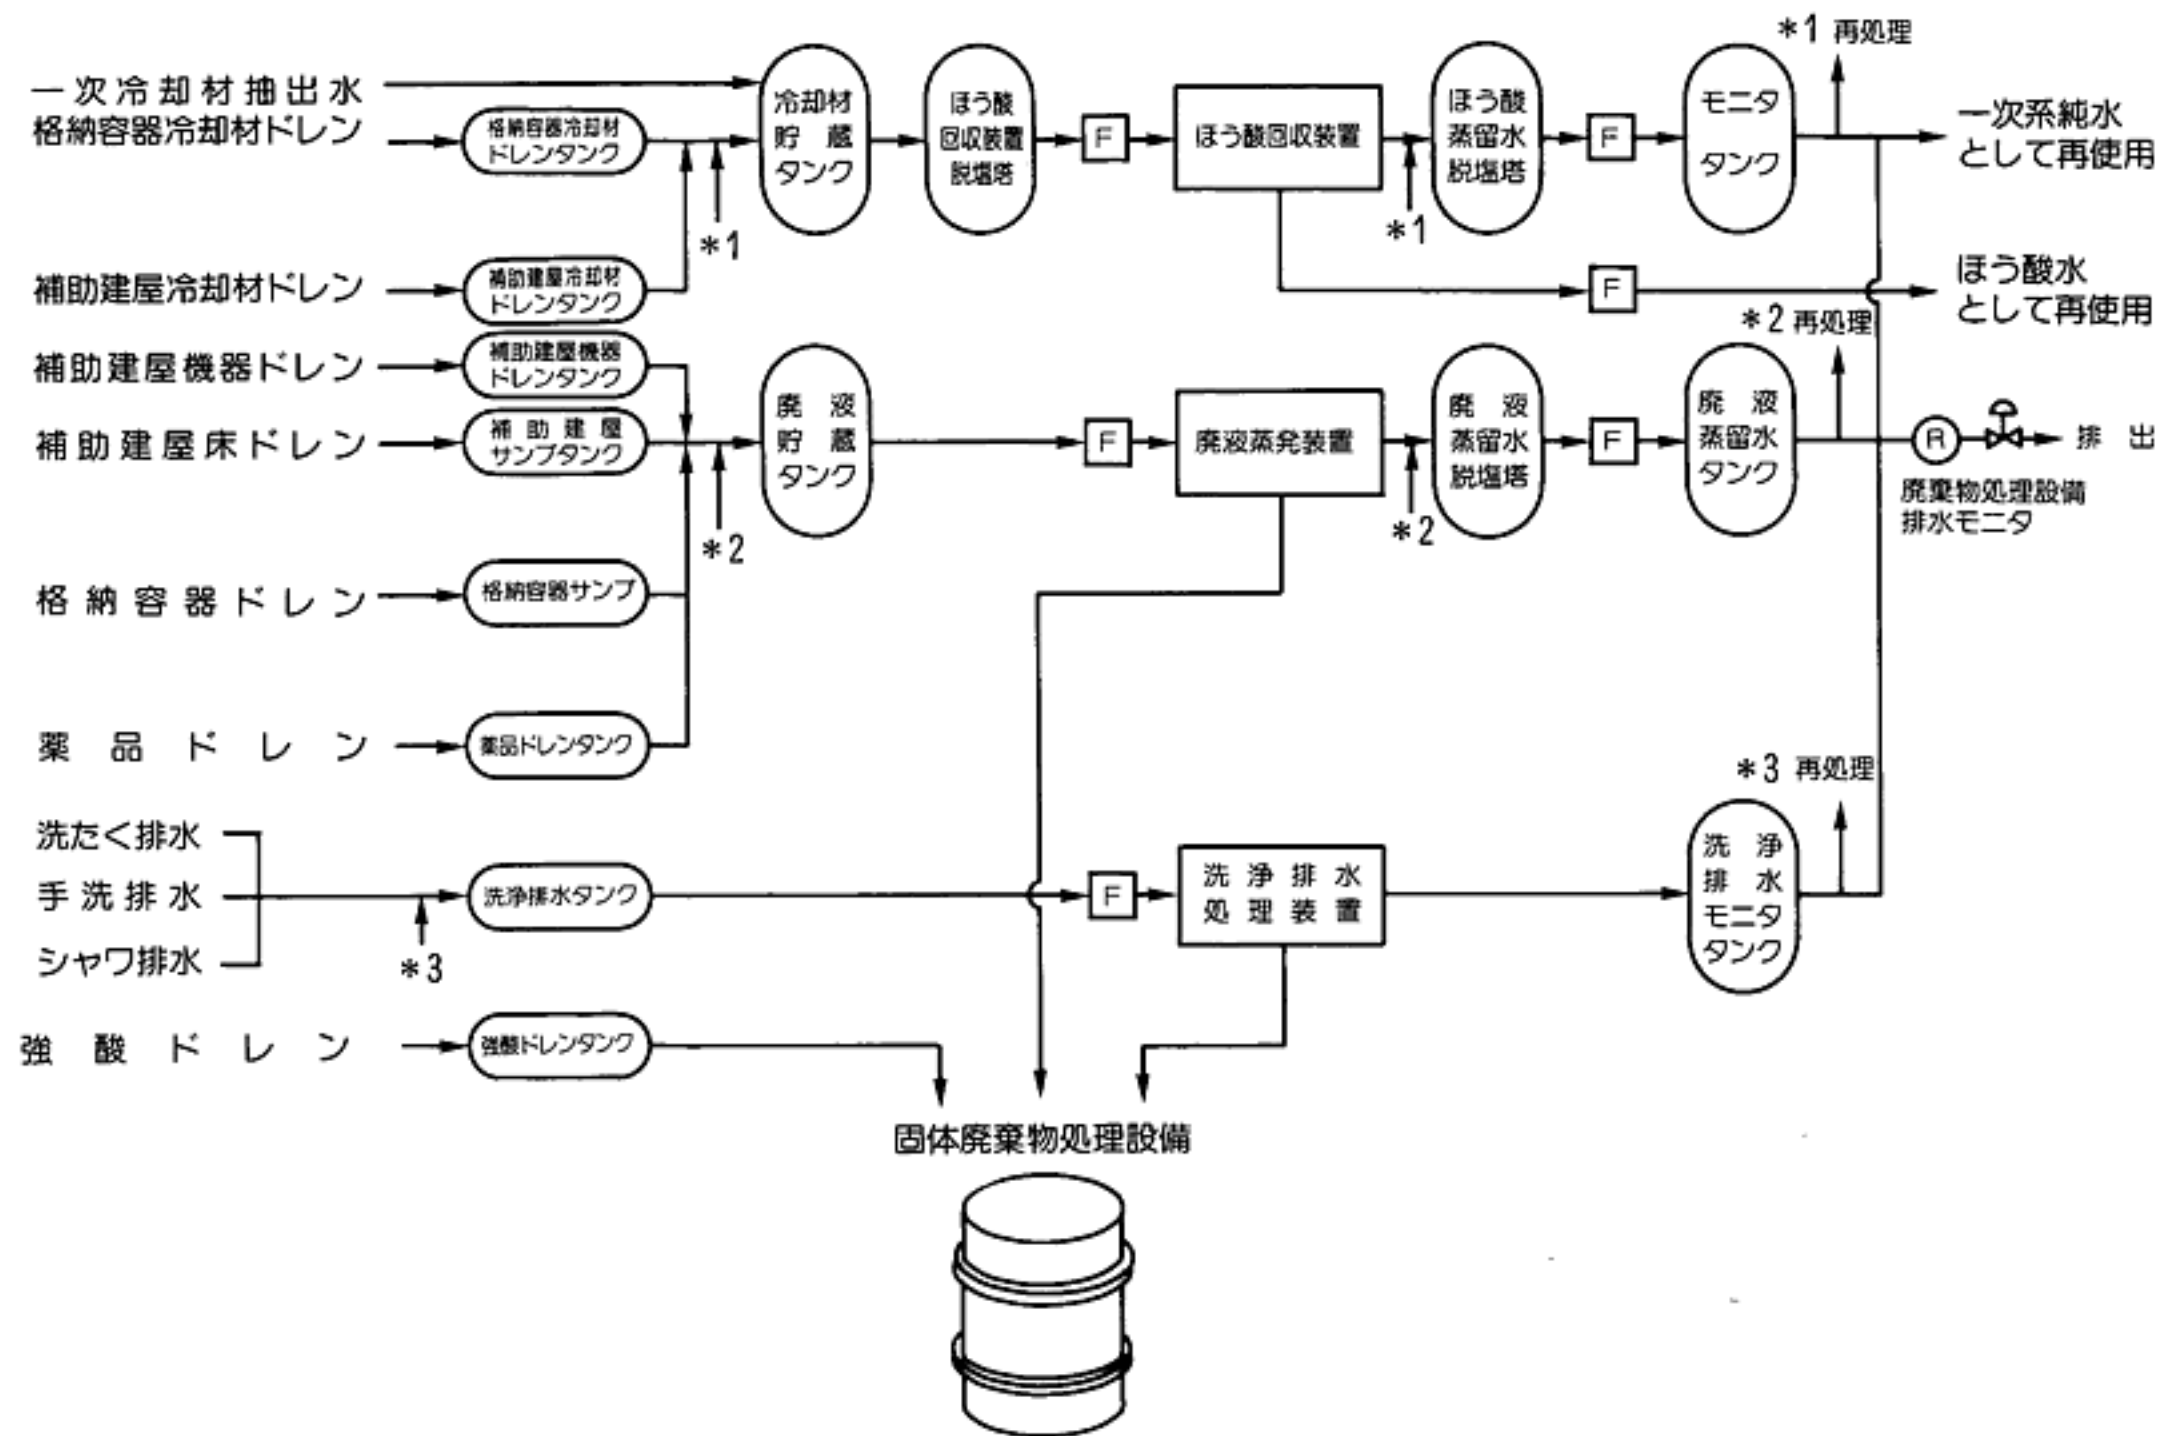 一次冷却材抽出水
格納容器冷却材ドレン
格納容器冷却材
ドレンタンク
*1
冷却材
貯蔵
タンク
ほう酸
回収装置
脱塩塔
F
ほう酸回収装置
*1
ほう酸
蒸留水
脱塩塔
F
モニタ
タンク
*1 再処理
一次系純水
として再使用
補助建屋冷却材ドレン
補助建屋冷却材
ドレンタンク
F
ほう酸水
として再使用
補助建屋機器ドレン
補助建屋機器
ドレンタンク
補助建屋床ドレン
補助建屋
サンプタンク
*2
廃液
貯蔵
タンク
F
廃液蒸発装置
*2
廃液
蒸留水
脱塩塔
F
廃液
蒸留水
タンク
*2 再処理
R
排出
廃棄物処理設備
排水モニタ
格納容器ドレン
格納容器サンプ
薬品ドレン
薬品ドレンタンク
洗たく排水
手洗排水
シャワ排水
*3
洗浄排水タンク
F
洗浄排水
処理装置
洗浄
排水
モニタ
タンク
*3 再処理
強酸ドレン
強酸ドレンタンク
固体廃棄物処理設備